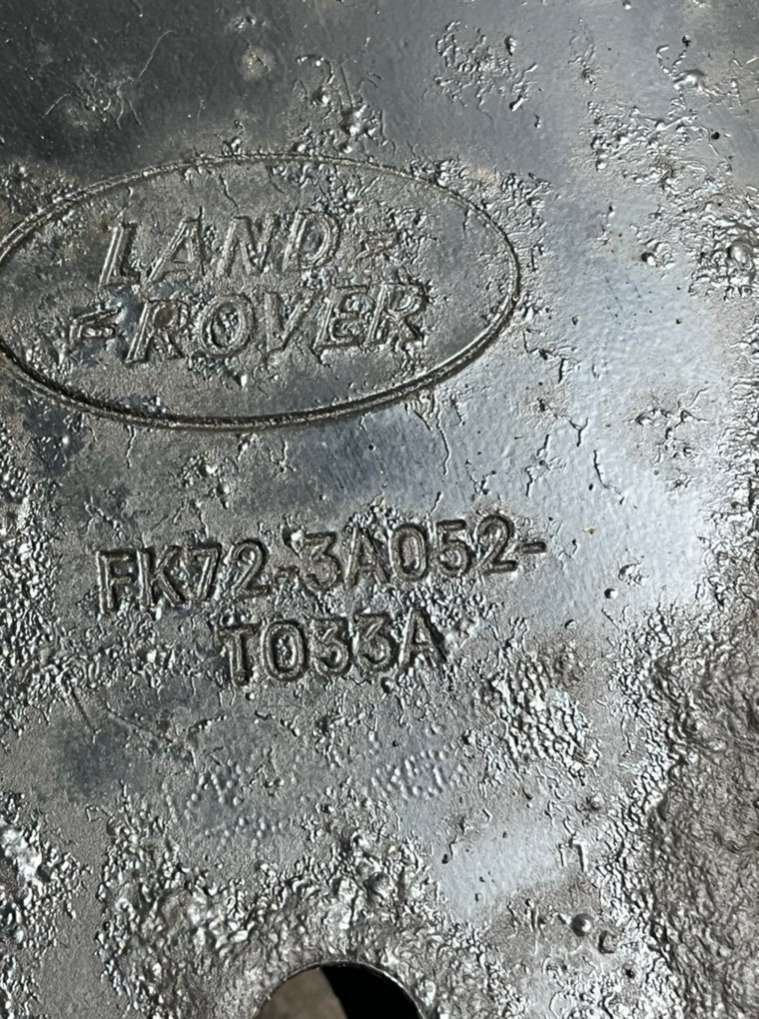 LAND-
-ROVER
FK72-3A052-
T033A